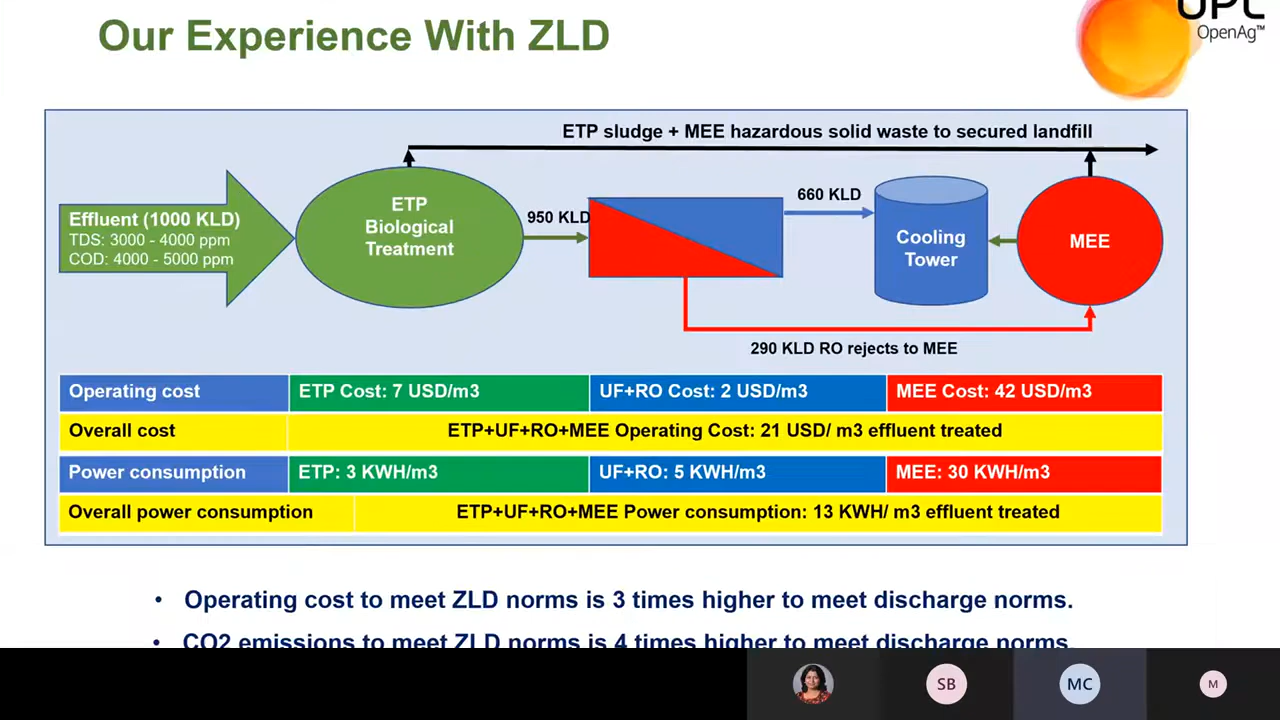 Our Experience With ZLD
UPL
OpenAg™
ETP sludge + MEE hazardous solid waste to secured landfill
Effluent (1000 KLD)
TDS: 3000 - 4000 ppm
COD: 4000 - 5000 ppm
ETP
Biological
Treatment
950 KLD
660 KLD
Cooling
Tower
MEE
290 KLD RO rejects to MEE
Operating cost
ETP Cost: 7 USD/m3
UF+RO Cost: 2 USD/m3
MEE Cost: 42 USD/m3
Overall cost
ETP+UF+RO+MEE Operating Cost: 21 USD/ m3 effluent treated
Power consumption
ETP: 3 KWH/m3
UF+RO: 5 KWH/m3
MEE: 30 KWH/m3
Overall power consumption
ETP+UF+RO+MEE Power consumption: 13 KWH/ m3 effluent treated
• Operating cost to meet ZLD norms is 3 times higher to meet discharge norms.
• CO2 emissions to meet ZLD norms is 4 times higher to meet discharge norms.
SB
MC
M